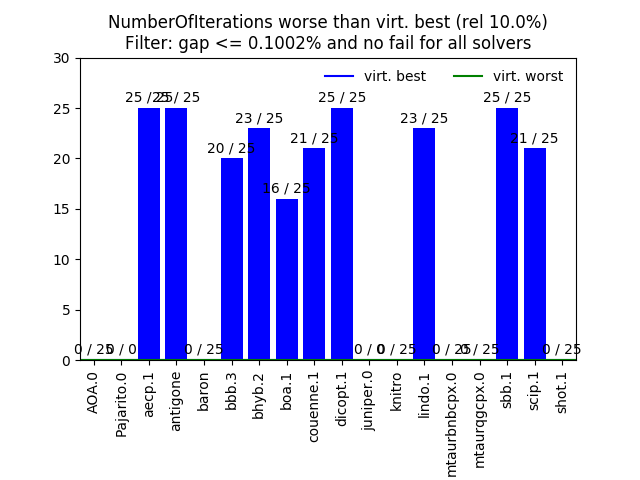 NumberOfIterations worse than virt. best (rel 10.0%)
Filter: gap <= 0.1002% and no fail for all solvers
virt. best
virt. worst
30
25
20
15
10
5
0
0 / 25
0 / 0
25 / 25
25 / 25
0 / 25
20 / 25
23 / 25
16 / 25
21 / 25
25 / 25
0 / 0
0 / 25
23 / 25
0 / 25
0 / 25
25 / 25
21 / 25
0 / 25
AOA.0
Pajarito.0
aecp.1
antigone
baron
bbb.3
bhyb.2
boa.1
couenne.1
dicopt.1
juniper.0
knitro
lindo.1
mtaurbnbcpx.0
mtaurqgcpx.0
sbb.1
scip.1
shot.1